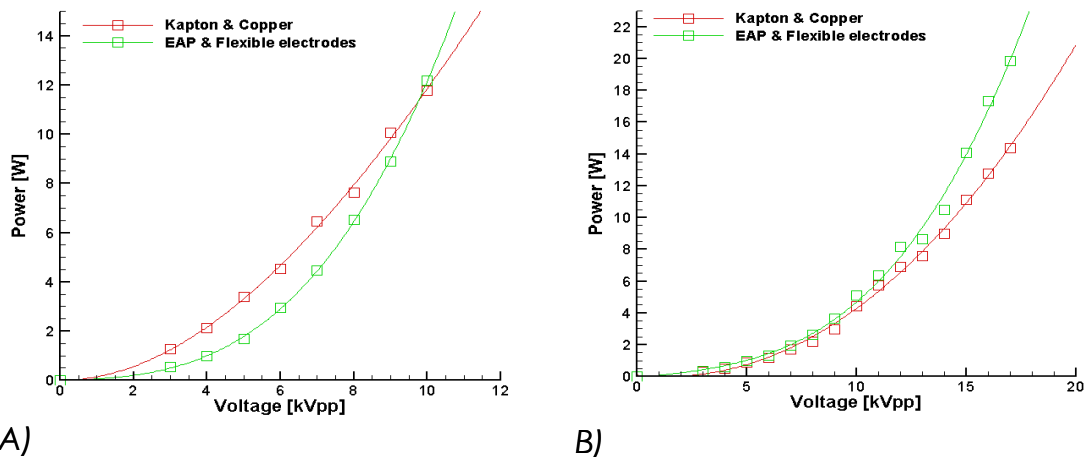 Kapton & Copper
EAP & Flexible electrodes
14
12
10
8
6
4
2
0
Power [W]
0 2 4 6 8 10 12
Voltage [kVpp]
A)
Kapton & Copper
EAP & Flexible electrodes
22
20
18
16
14
12
10
8
6
4
2
0
Power [W]
0 5 10 15 20
Voltage [kVpp]
B)